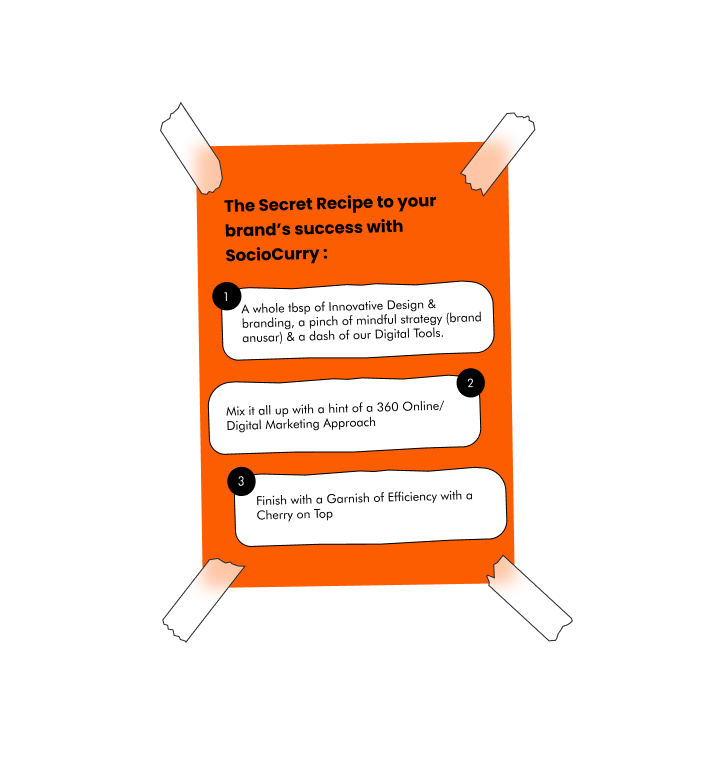 The Secret Recipe to your
brand's success with
SocioCurry :
1
A whole tbsp of Innovative Design &
branding, a pinch of mindful strategy (brand
anusar) & a dash of our Digital Tools.
2
Mix it all up with a hint of a 360 Online/
Digital Marketing Approach
3
Finish with a Garnish of Efficiency with a
Cherry on Top